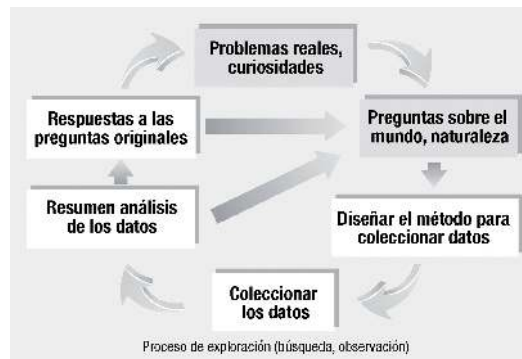 Problemas reales,
curiosidades
Respuestas a las
preguntas originales
Preguntas sobre el
mundo, naturaleza
Resumen análisis
de los datos
Diseñar el método para
coleccionar datos
Coleccionar
los datos
Proceso de exploración (búsqueda, observación)